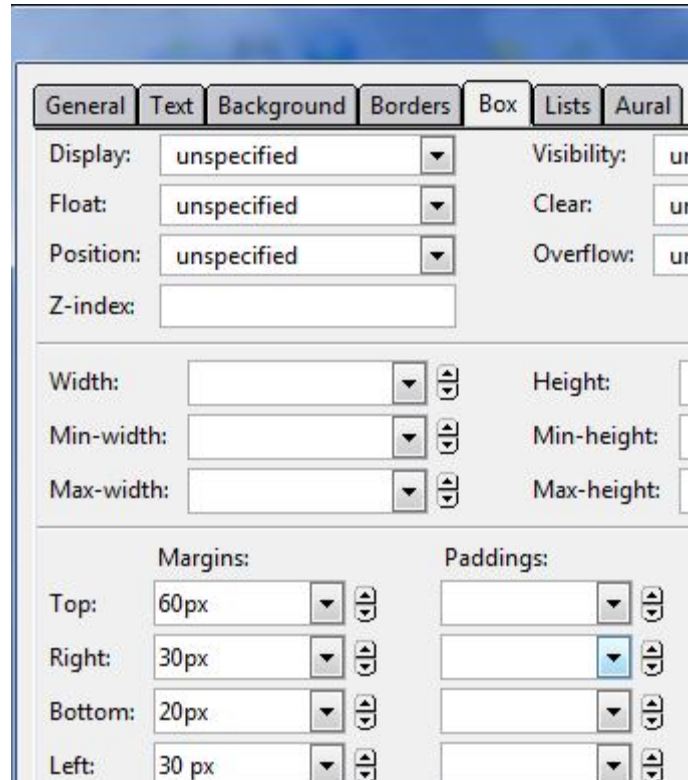 General Text Background Borders Box Lists Aural
Display: unspecified Visibility:
Float: unspecified Clear:
Position: unspecified Overflow:
Z-index:
Width: Height:
Min-width: Min-height:
Max-width: Max-height:
Margins: Paddings:
Top: 60px
Right: 30px
Bottom: 20px
Left: 30 px